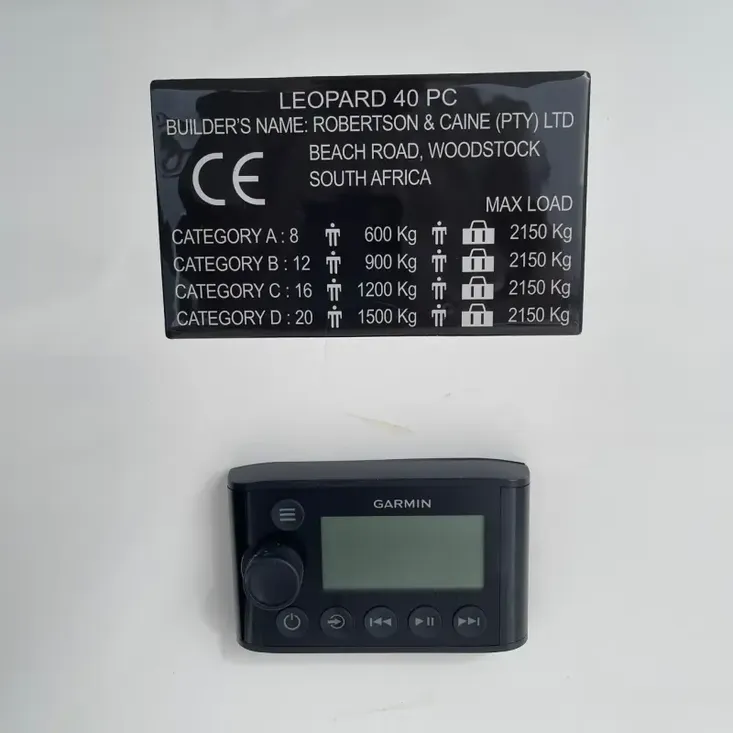 LEOPARD 40 PC
BUILDER'S NAME: ROBERTSON & CAINE (PTY) LTD
BEACH ROAD, WOODSTOCK
CE
SOUTH AFRICA
MAX LOAD
CATEGORY A : 8 600 Kg 2150 Kg
CATEGORY B : 12 900 Kg 2150 Kg
CATEGORY C : 16 1200 Kg 2150 Kg
CATEGORY D : 20 1500 Kg 2150 Kg
GARMIN